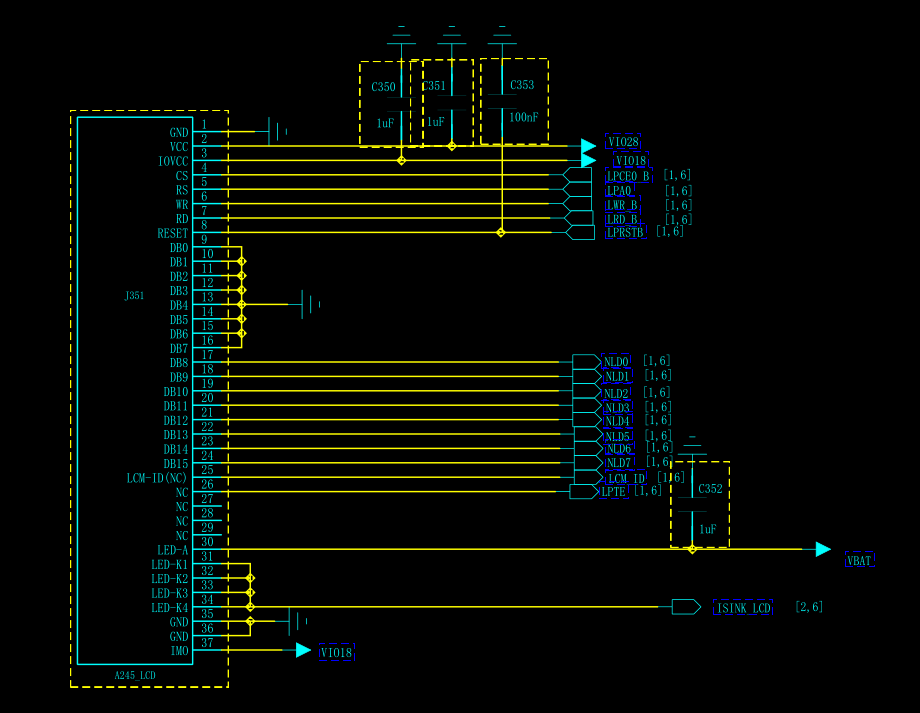 C350
C351
C353
1uF
1uF
100nF
GND 1
VCC 2 VIO28
IOVCC 3 VIO18
CS 4 LPCE0_B [1,6]
RS 5 LPA0 [1,6]
WR 6 LWR_B [1,6]
RD 7 LRD_B [1,6]
RESET 8 LPRSTB [1,6]
DB0 9
DB1 10
DB2 11
DB3 12
J351
DB4 13
DB5 14
DB6 15
DB7 16
DB8 17 NLD0 [1,6]
DB9 18 NLD1 [1,6]
DB10 19 NLD2 [1,6]
DB11 20 NLD3 [1,6]
DB12 21 NLD4 [1,6]
DB13 22 NLD5 [1,6]
DB14 23 NLD6 [1,6]
DB15 24 NLD7 [1,6]
LCM-ID(NC) 25 LCM_ID [1,6]
NC 26 LPTE [1,6]
C352
1uF
NC 27
NC 28
NC 29
LED-A 30 VBAT
LED-K1 31
LED-K2 32
LED-K3 33
LED-K4 34 ISINK_LCD [2,6]
GND 35
GND 36
IMO 37 VIO18
A245_LCD